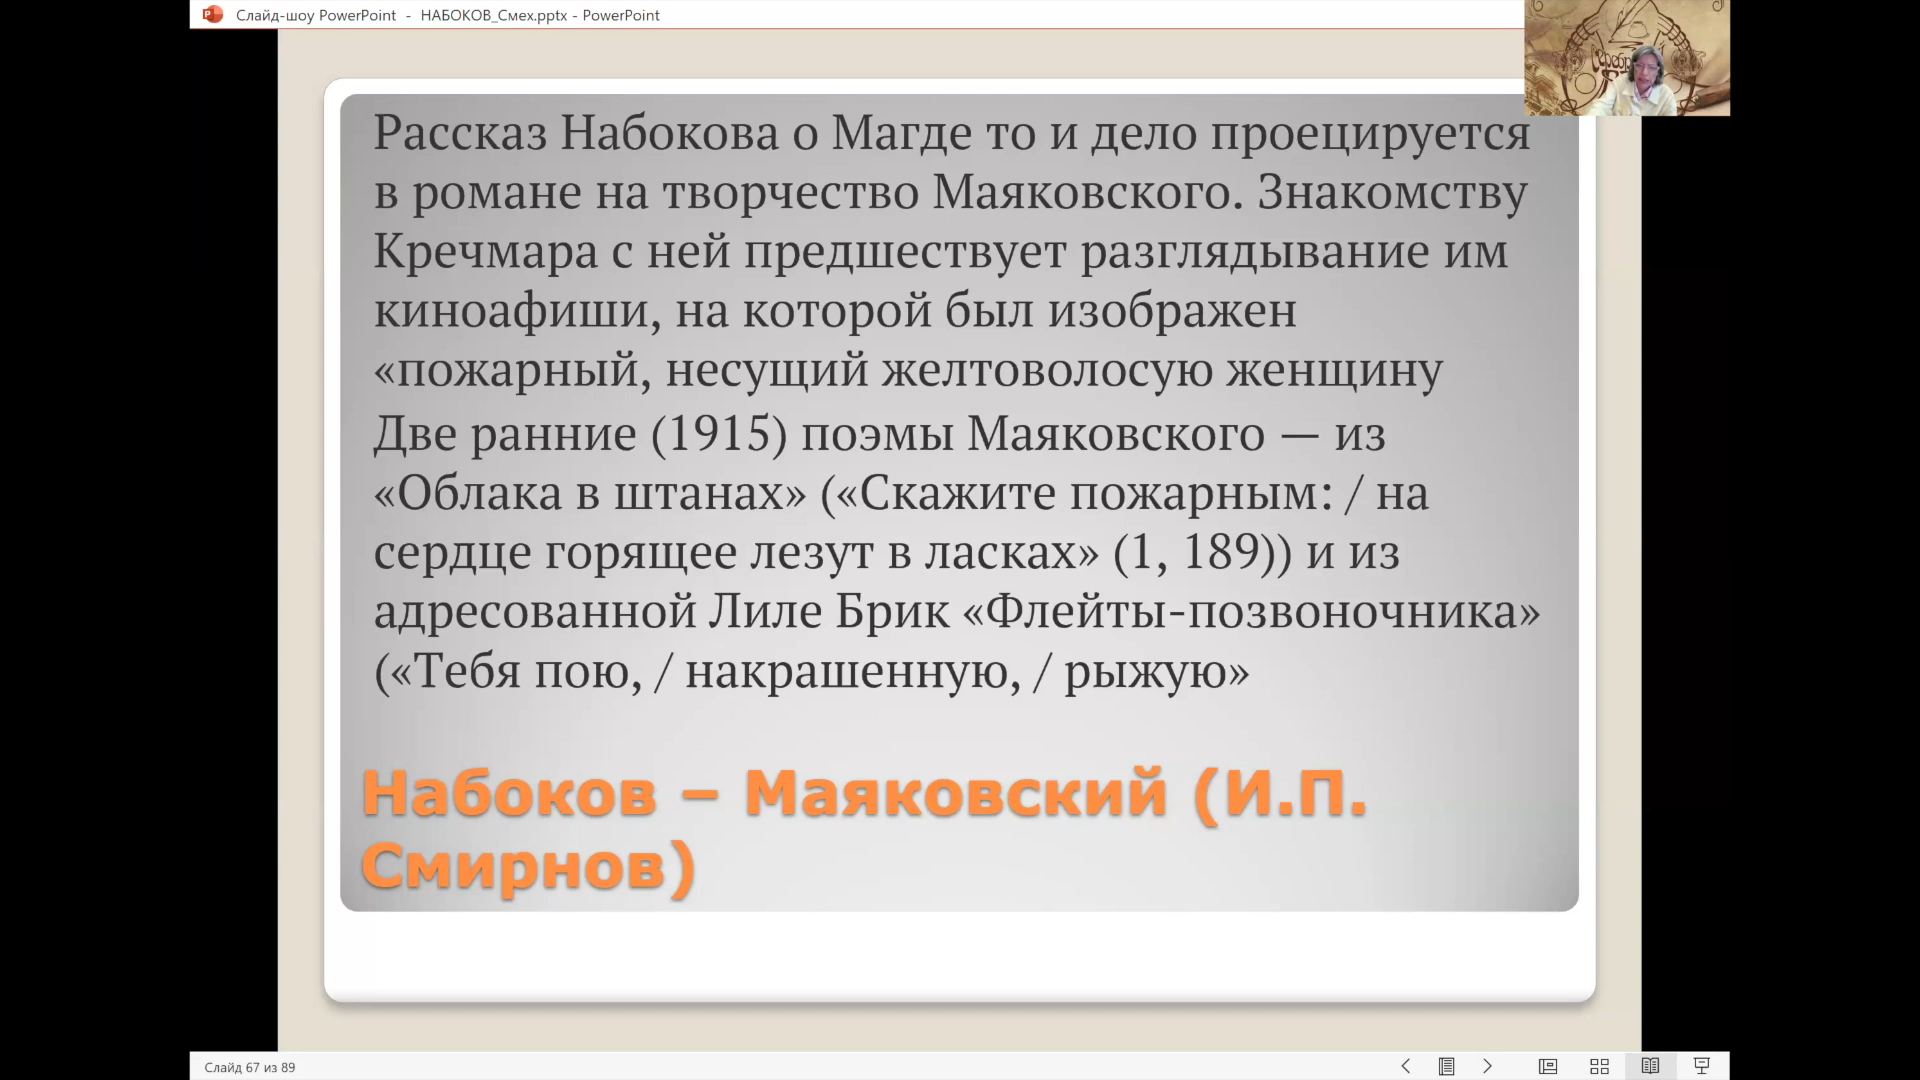 Слайд-шоу PowerPoint - НАБОКОВ_Смех.pptx - PowerPoint
Рассказ Набокова о Магде то и дело проецируется
в романе на творчество Маяковского. Знакомству
Кречмара с ней предшествует разглядывание им
киноафиши, на которой был изображен
«пожарный, несущий желтоволосую женщину
Две ранние (1915) поэмы Маяковского — из
«Облака в штанах» («Скажите пожарным: / на
сердце горящее лезут в ласках» (1, 189)) и из
адресованной Лиле Брик «Флейты-позвоночника»
(«Тебя пою, / накрашенную, / рыжую»
Набоков – Маяковский (И.П.
Смирнов)
Слайд 67 из 89